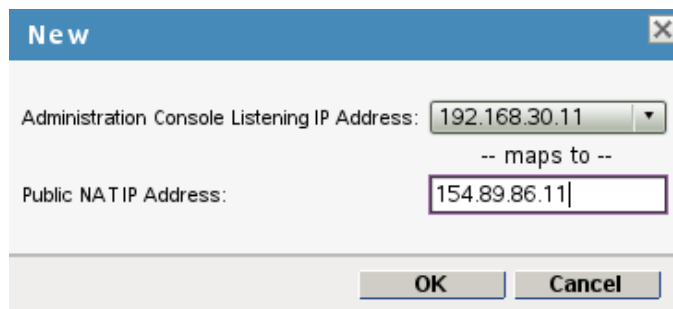 New
Administration Console Listening IP Address: 192.168.30.11
-- maps to --
Public NAT IP Address: 154.89.86.11
OK Cancel